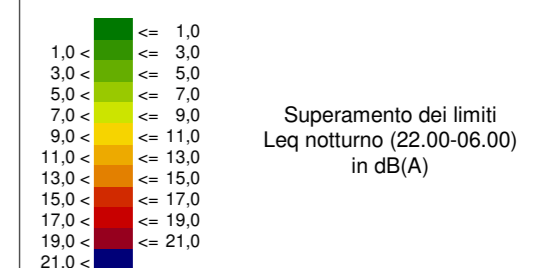 <= 1,0
1,0 < <= 3,0
3,0 < <= 5,0
5,0 < <= 7,0
7,0 < <= 9,0
9,0 < <= 11,0
11,0 < <= 13,0
13,0 < <= 15,0
15,0 < <= 17,0
17,0 < <= 19,0
19,0 < <= 21,0
21,0 <
Superamento dei limiti
Leq notturno (22.00-06.00)
in dB(A)